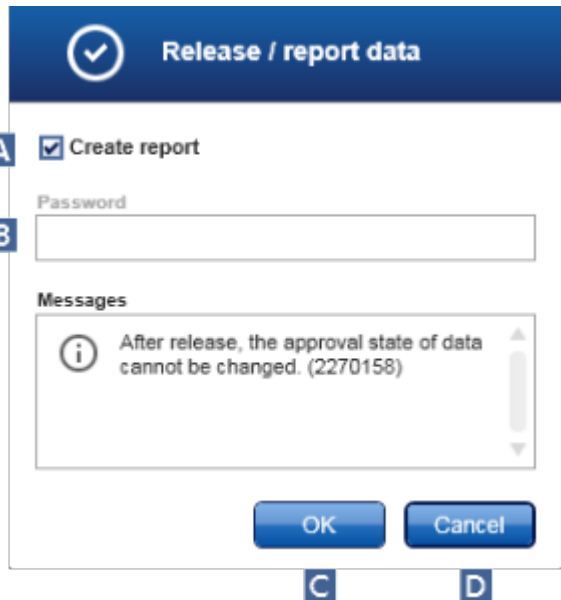 Release / report data
A Create report
Password
B
Messages
After release, the approval state of data
cannot be changed. (2270158)
OK Cancel
C D